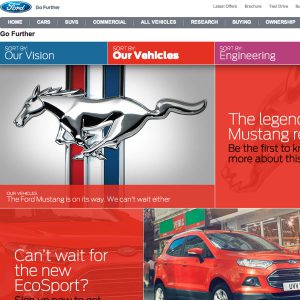 Ford
Go Further
Latest Offers
Brochure
Test Drive
HOME
CARS
SUVS
COMMERCIAL
ALL VEHICLES
RESEARCH
BUYING
OWNERSHIP
Go Further
SORT BY:
Our Vision
SORT BY:
Our Vehicles
SORT BY:
Engineering
The legend
Mustang re
Be the first to kn
more about this
OUR VEHICLES
The Ford Mustang is on its way. We can't wait either
Can't wait for
the new
EcoSport?